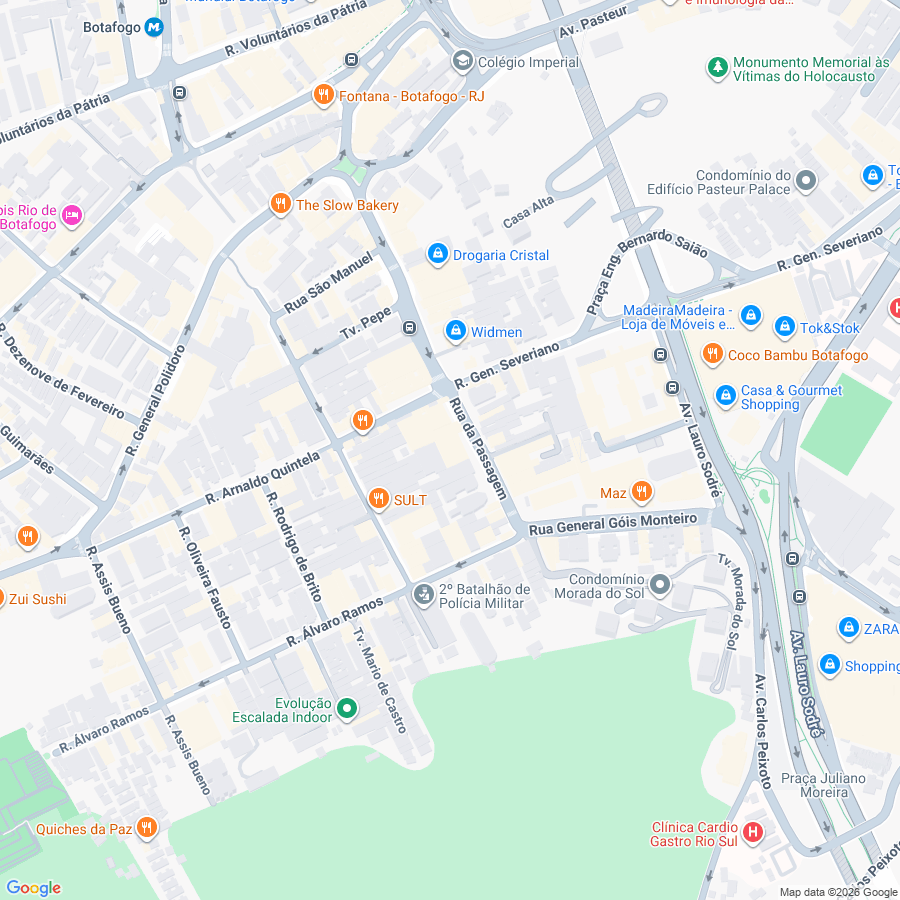 Mundial Botafogo
Botafogo M
R. Voluntários da Pátria
Av. Pasteur
e Imunologia da...
Colégio Imperial
Monumento Memorial às
Vítimas do Holocausto
Fontana - Botafogo - RJ
Voluntários da Pátria
Condomínio do
Edifício Pasteur Palace
The Slow Bakery
Casa Alta
ibis Rio de
Botafogo
Praça Eng. Bernardo Saião
R. Gen. Severiano
Drogaria Cristal
Rua São Manuel
Tv. Pepe
Widmen
MadeiraMadeira -
Loja de Móveis e...
Tok&Stok
R. Gen. Severiano
Coco Bambu Botafogo
R. Dezenove de Fevereiro
R. General Polidoro
Casa & Gourmet
Shopping
Guimarães
Rua da Passagem
Av. Lauro Sodré
R. Arnaldo Quintela
SULT
Maz
Rua General Góis Monteiro
R. Rodrigo de Brito
R. Oliveira Fausto
R. Assis Bueno
Zui Sushi
2º Batalhão de
Polícia Militar
Condomínio
Morada do Sol
Tv. Morada do Sol
R. Álvaro Ramos
Tv. Mario de Castro
ZARA
Shopping
Av. Lauro Sodré
Evolução
Escalada Indoor
Av. Carlos Peixoto
R. Álvaro Ramos
R. Assis Bueno
Praça Juliano
Moreira
Quiches da Paz
Clínica Cardio
Gastro Rio Sul
H
Peixoto
Google
Map data ©2026 Google